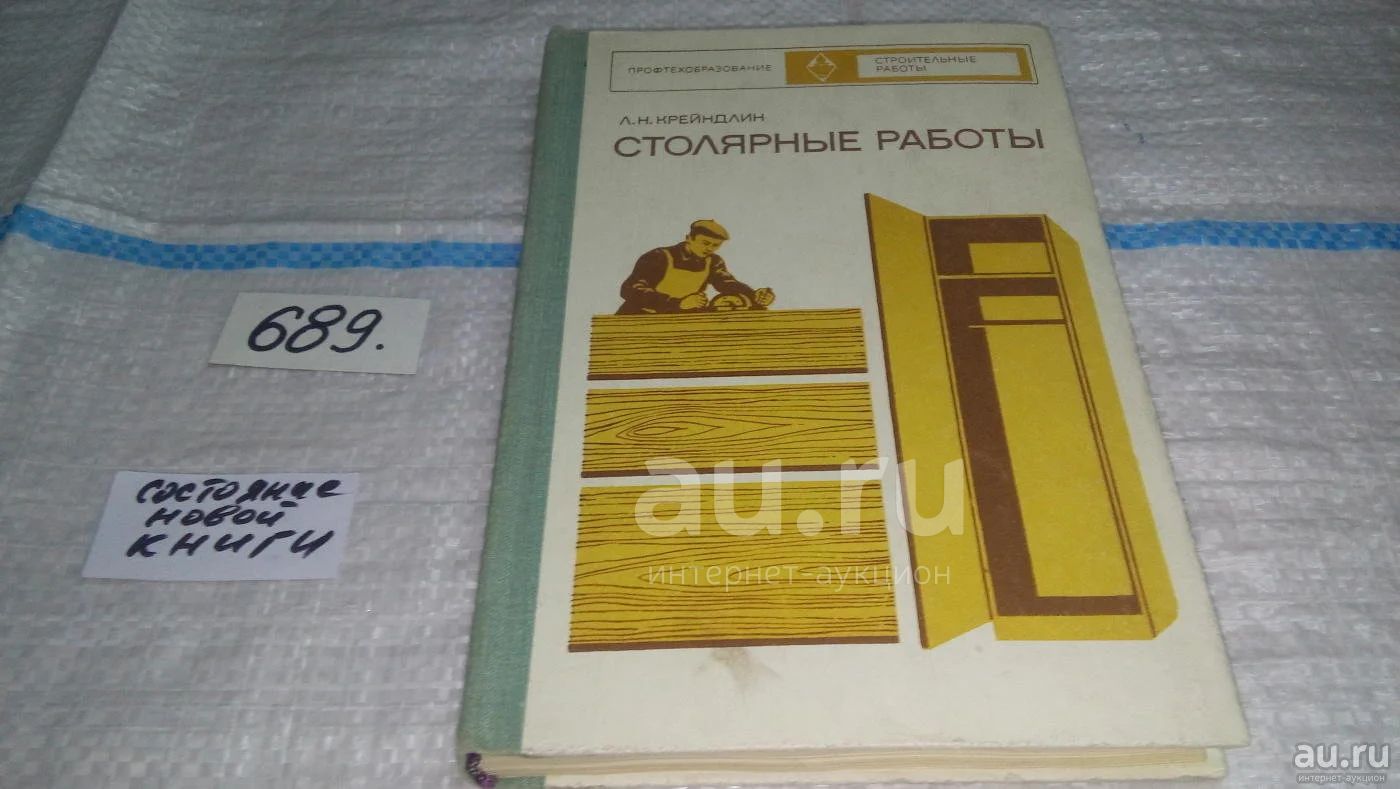 ПРОФТЕХОБРАЗОВАНИЕ
СТРОИТЕЛЬНЫЕ
РАБОТЫ
Л.Н. КРЕЙНДЛИН
СТОЛЯРНЫЕ РАБОТЫ
689.
состояние
новой
книги
au.ru
интернет-аукцион
au.ru
интернет-аукцион